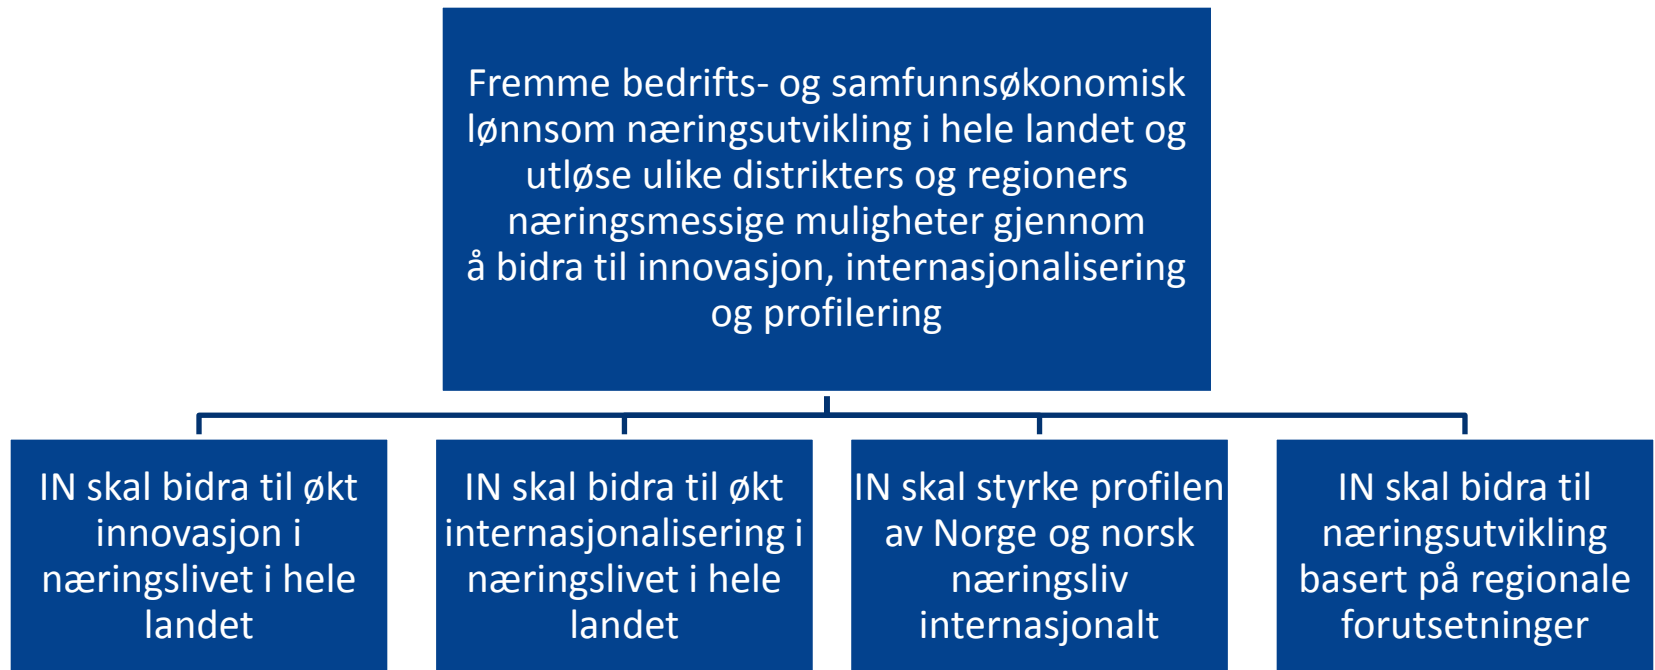 Fremme bedrifts- og samfunnsøkonomisk
lønnsom næringsutvikling i hele landet og
utløse ulike distrikters og regioners
næringsmessige muligheter gjennom
å bidra til innovasjon, internasjonalisering
og profilering
IN skal bidra til økt
innovasjon i
næringslivet i hele
landet
IN skal bidra til økt
internasjonalisering i
næringslivet i hele
landet
IN skal styrke profilen
av Norge og norsk
næringsliv
internasjonalt
IN skal bidra til
næringsutvikling
basert på regionale
forutsetninger